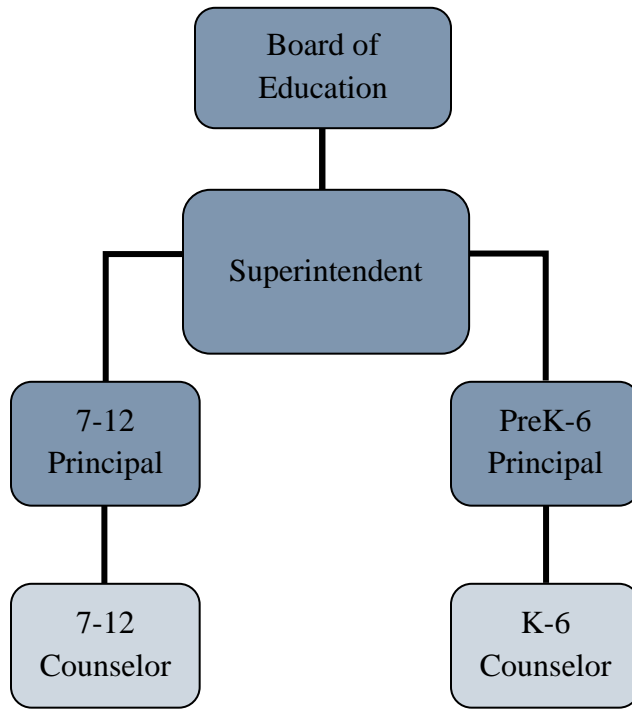 Board of
Education
Superintendent
7-12
Principal
PreK-6
Principal
7-12
Counselor
K-6
Counselor